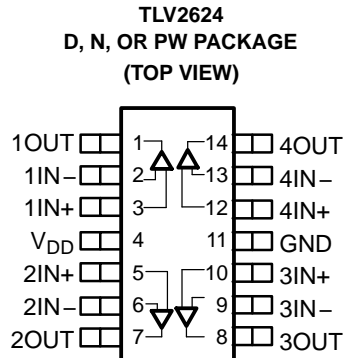 TLV2624
D, N, OR PW PACKAGE
(TOP VIEW)
1OUT 1 14 4OUT
1IN− 2 13 4IN−
1IN+ 3 12 4IN+
VDD 4 11 GND
2IN+ 5 10 3IN+
2IN− 6 9 3IN−
2OUT 7 8 3OUT